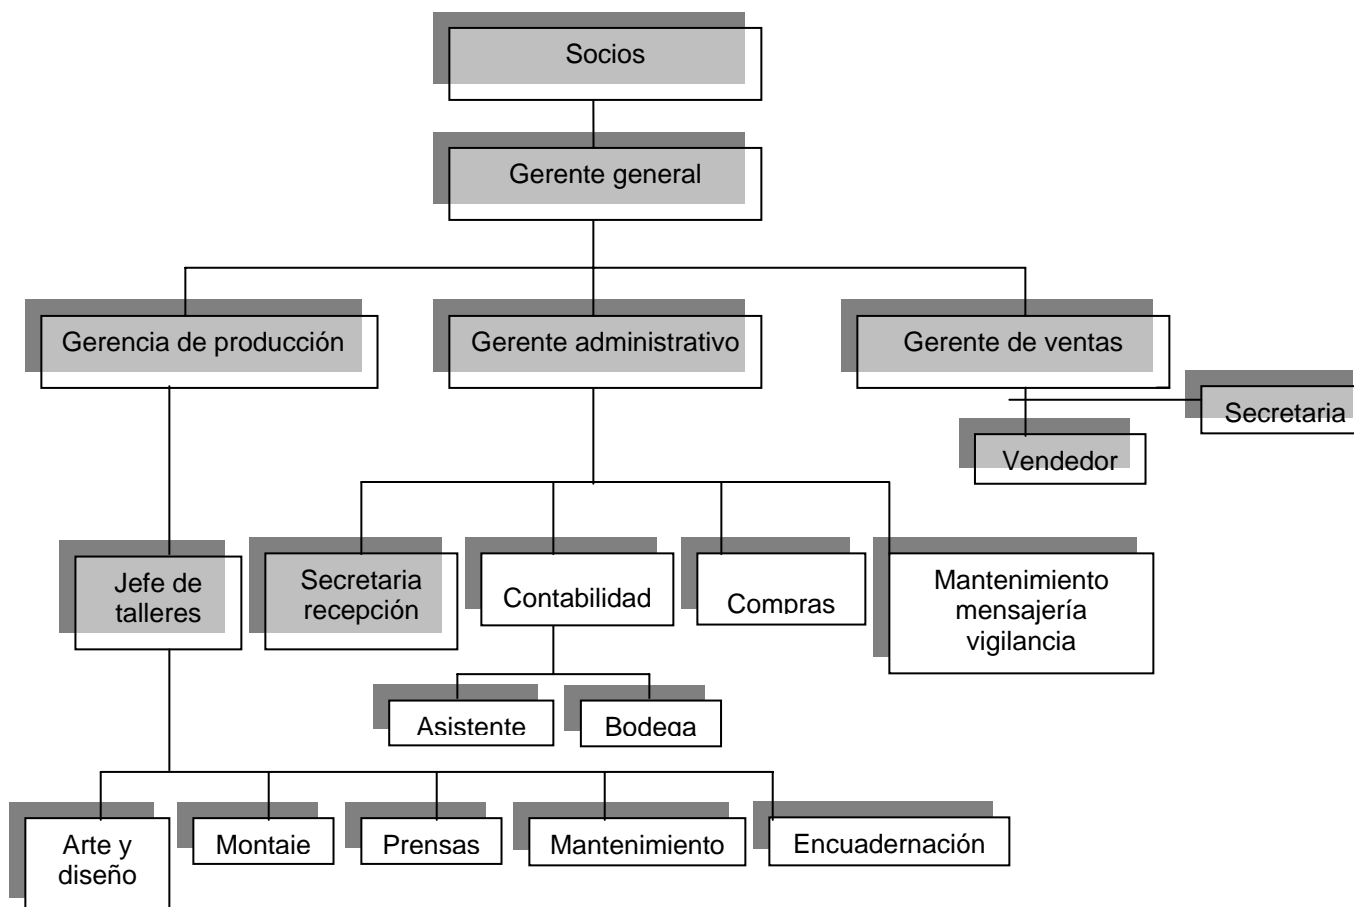 Socios
Gerente general
Gerencia de producción
Gerente administrativo
Gerente de ventas
Secretaria
Vendedor
Jefe de
talleres
Secretaria
recepción
Contabilidad
Compras
Mantenimiento
mensajería
vigilancia
Asistente
Bodega
Arte y
diseño
Montaje
Prensas
Mantenimiento
Encuadernación